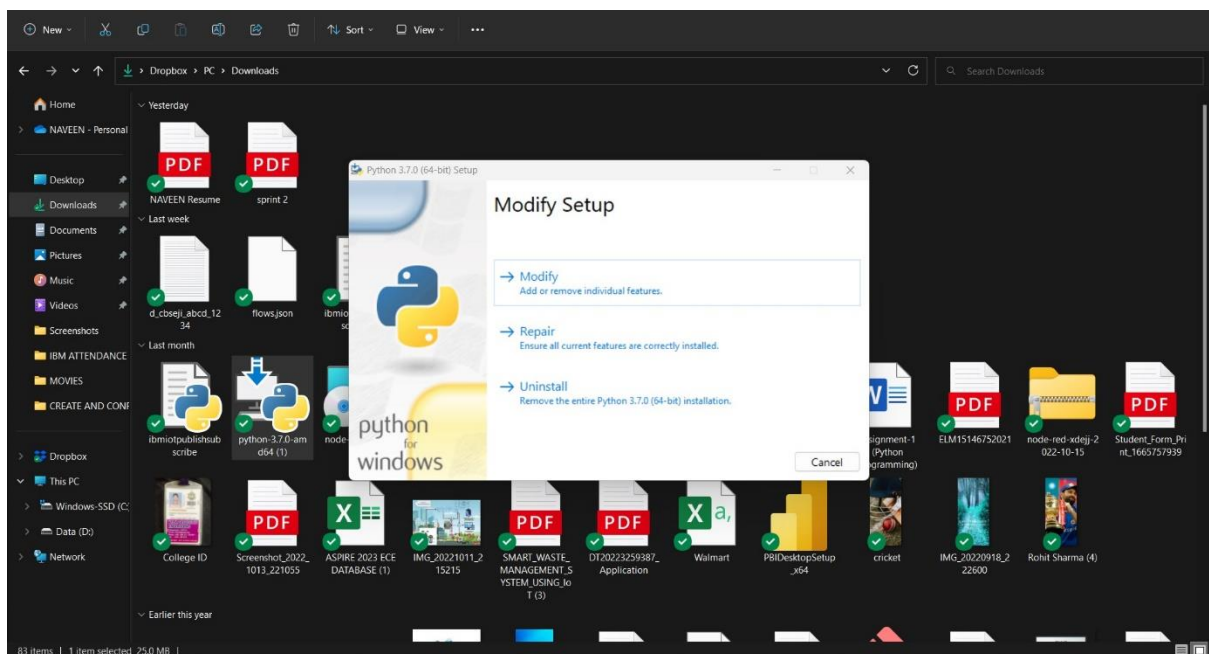 New
Sort
View
Dropbox > PC > Downloads
Search Downloads
Home
NAVEEN - Personal
Desktop
Downloads
Documents
Pictures
Music
Videos
Screenshots
IBM ATTENDANCE
MOVIES
CREATE AND CONF
Dropbox
This PC
Windows-SSD (C:
Data (D:)
Network
Yesterday
PDF
PDF
NAVEEN Resume
sprint 2
Last week
d_cbseji_abcd_12
34
flows.json
ibmio
sc
Last month
ibmiotpublishsub
scribe
python-3.7.0-am
d64 (1)
node-
Python 3.7.0 (64-bit) Setup
Modify Setup
Modify
Add or remove individual features.
Repair
Ensure all current features are correctly installed.
Uninstall
Remove the entire Python 3.7.0 (64-bit) installation.
python
for
windows
Cancel
W
signment-1
(Python
ogramming)
PDF
ELM15146752021
node-red-xdejj-2
022-10-15
PDF
Student_Form_Pri
nt_1665757939
College ID
PDF
Screenshot_2022_
1013_221055
X
ASPIRE 2023 ECE
DATABASE (1)
IMG_20221011_2
15215
PDF
SMART_WASTE_
MANAGEMENT_S
YSTEM_USING_Io
T (3)
PDF
DT20223259387_
Application
X a,
Walmart
PBIDesktopSetup
_x64
cricket
IMG_20220918_2
22600
Rohit Sharma (4)
Earlier this year
83 items | 1 item selected 25.0 MB |